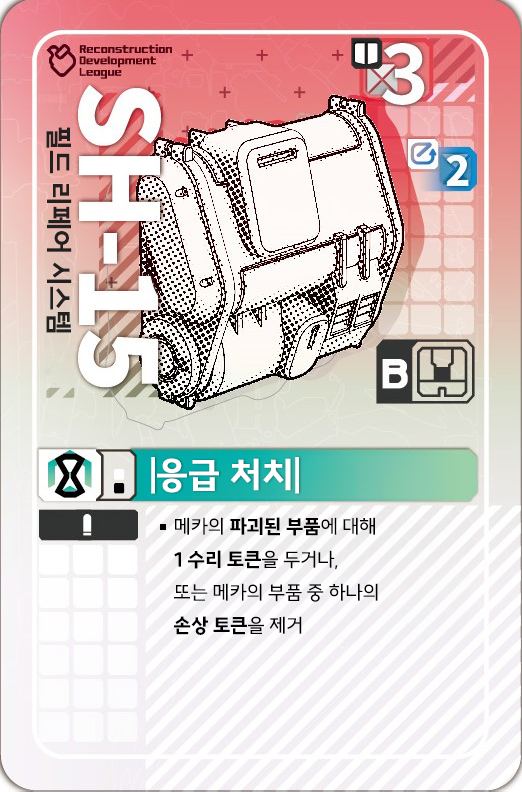 Reconstruction
Development
League
3
2
SH-15
필드 리페어 시스템
B
응급 처치
▪ 메카의 파괴된 부품에 대해
1 수리 토큰을 두거나,
또는 메카의 부품 중 하나의
손상 토큰을 제거